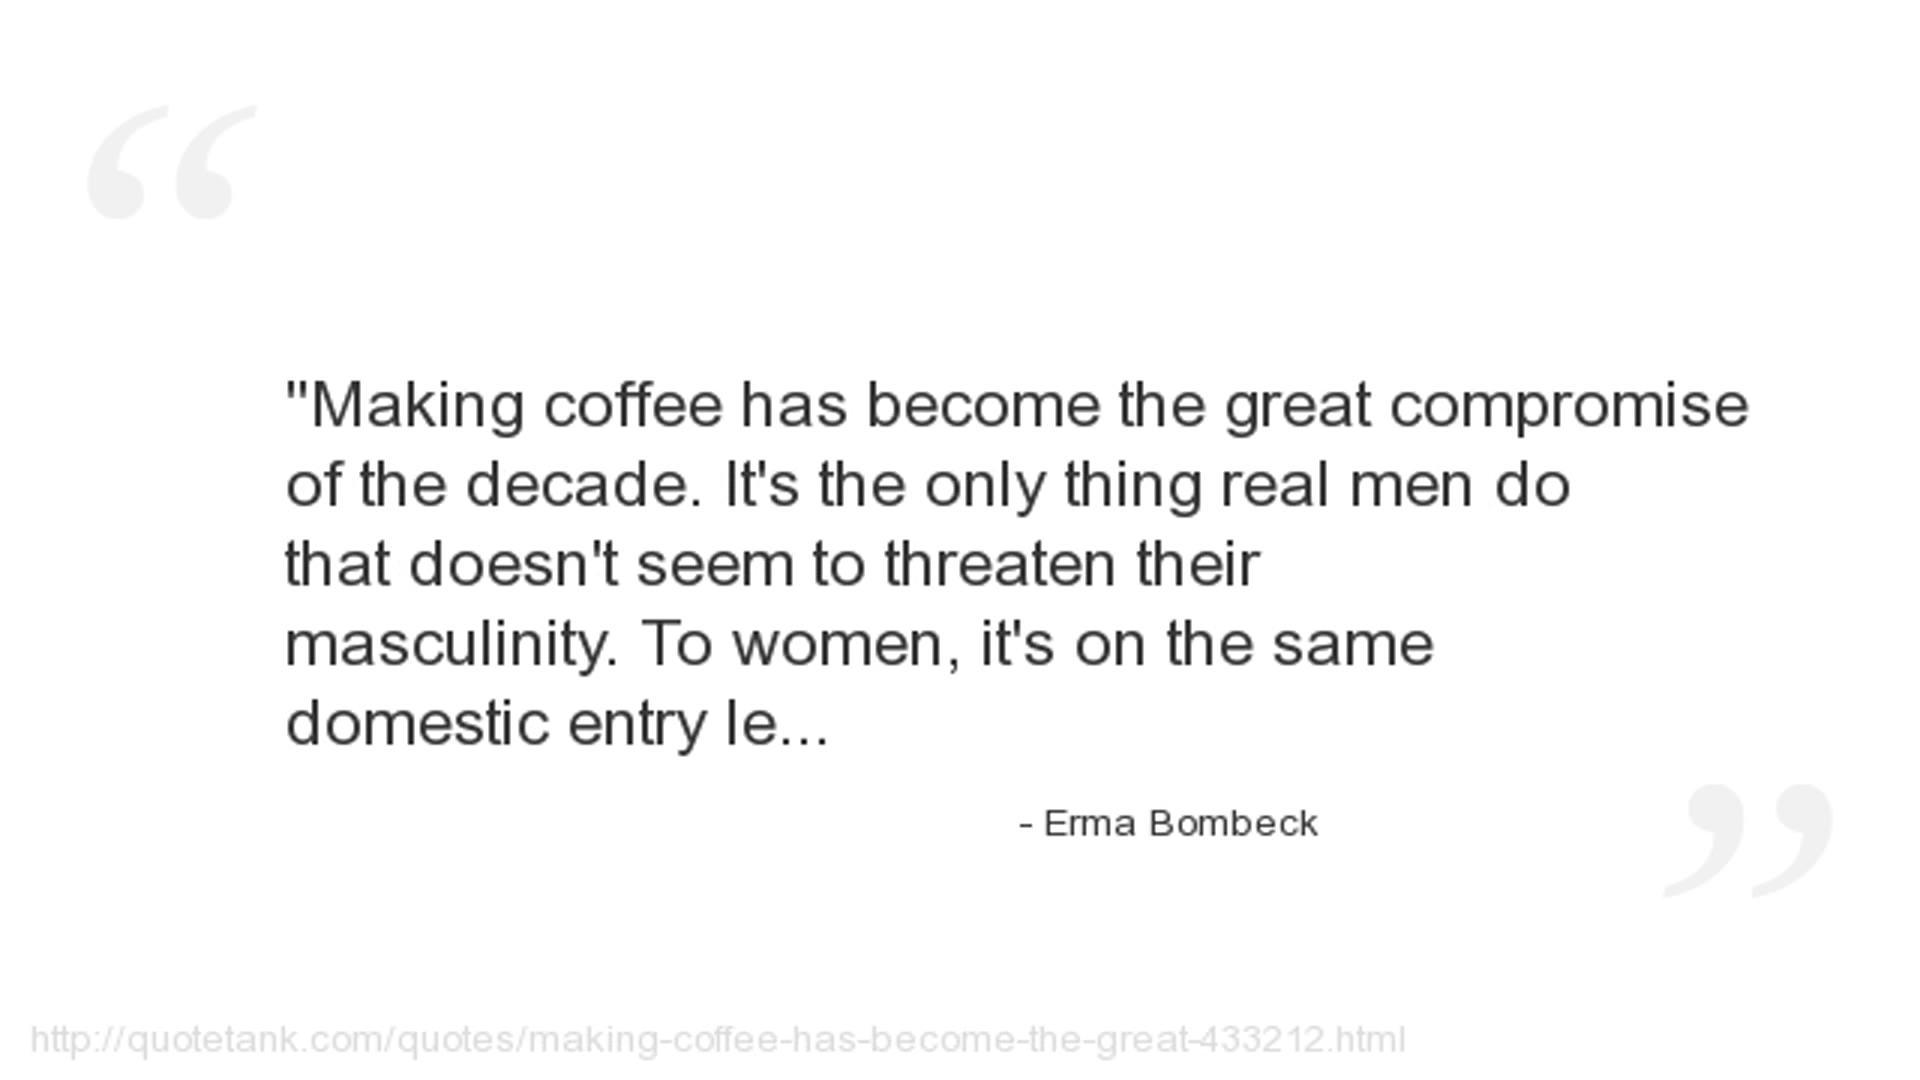 "Making coffee has become the great compromise
of the decade. It's the only thing real men do
that doesn't seem to threaten their
masculinity. To women, it's on the same
domestic entry le...
- Erma Bombeck
http://quotetank.com/quotes/making-coffee-has-become-the-great-433212.html